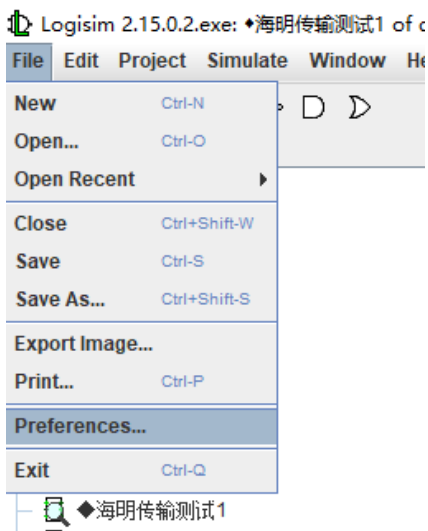 Logisim 2.15.0.2.exe: ♦海明传输测试1 of
File Edit Project Simulate Window
New Ctrl-N
Open... Ctrl-O
Open Recent
Close Ctrl+Shift-W
Save Ctrl-S
Save As... Ctrl+Shift-S
Export Image...
Print... Ctrl-P
Preferences...
Exit Ctrl-Q
◆海明传输测试1